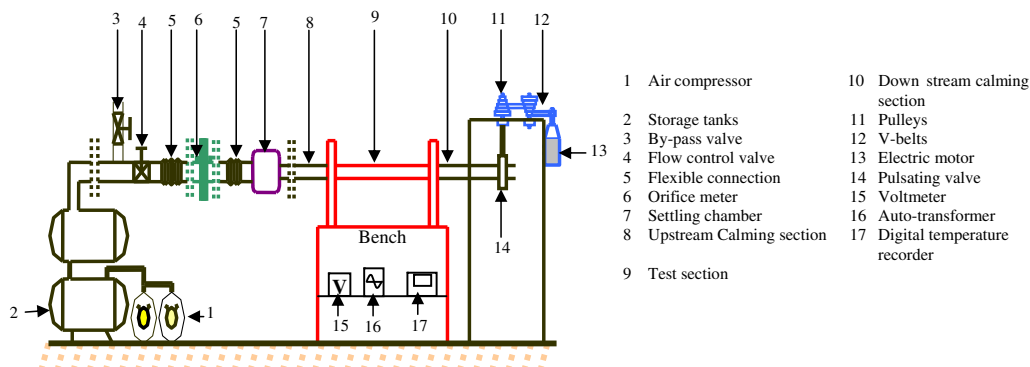 3 4 5 6 5 7 8 9 10 11 12
13
14
Bench
V
2
1
15 16 17
1 Air compressor
2 Storage tanks
3 By-pass valve
4 Flow control valve
5 Flexible connection
6 Orifice meter
7 Settling chamber
8 Upstream Calming section
9 Test section
10 Down stream calming
section
11 Pulleys
12 V-belts
13 Electric motor
14 Pulsating valve
15 Voltmeter
16 Auto-transformer
17 Digital temperature
recorder